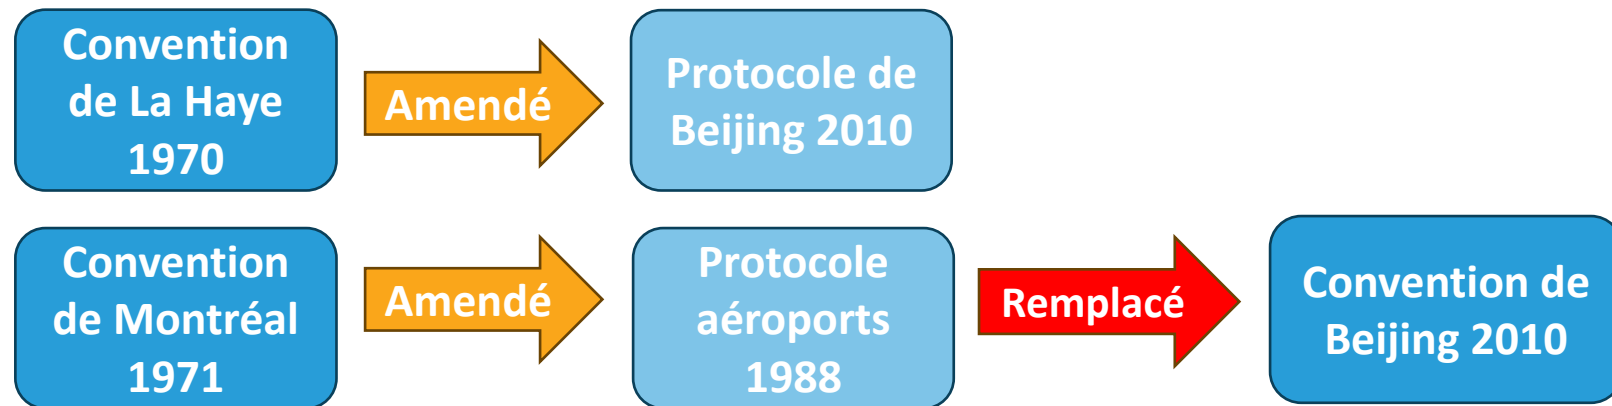 Convention
de La Haye
1970
Amendé
Protocole de
Beijing 2010
Convention
de Montréal
1971
Amendé
Protocole
aéroports
1988
Remplacé
Convention de
Beijing 2010